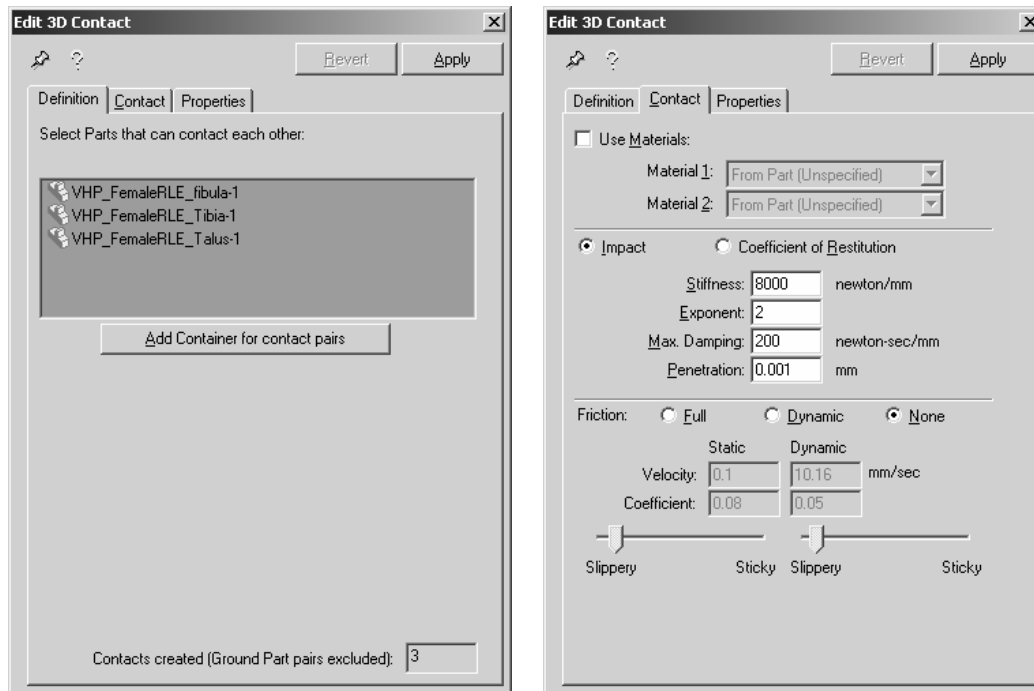 Edit 3D Contact
?
Revert
Apply
Definition
Contact
Properties
Select Parts that can contact each other:
VHP_FemaleRLE_fibula-1
VHP_FemaleRLE_Tibia-1
VHP_FemaleRLE_Talus-1
Add Container for contact pairs
Contacts created (Ground Part pairs excluded): 3
Edit 3D Contact
?
Revert
Apply
Definition
Contact
Properties
Use Materials:
Material 1: From Part (Unspecified)
Material 2: From Part (Unspecified)
Impact
Coefficient of Restitution
Stiffness: 8000 newton/mm
Exponent: 2
Max. Damping: 200 newton-sec/mm
Penetration: 0.001 mm
Friction: Full Dynamic None
Static Dynamic
Velocity: 0.1 10.16 mm/sec
Coefficient: 0.08 0.05
Slippery Sticky Slippery Sticky